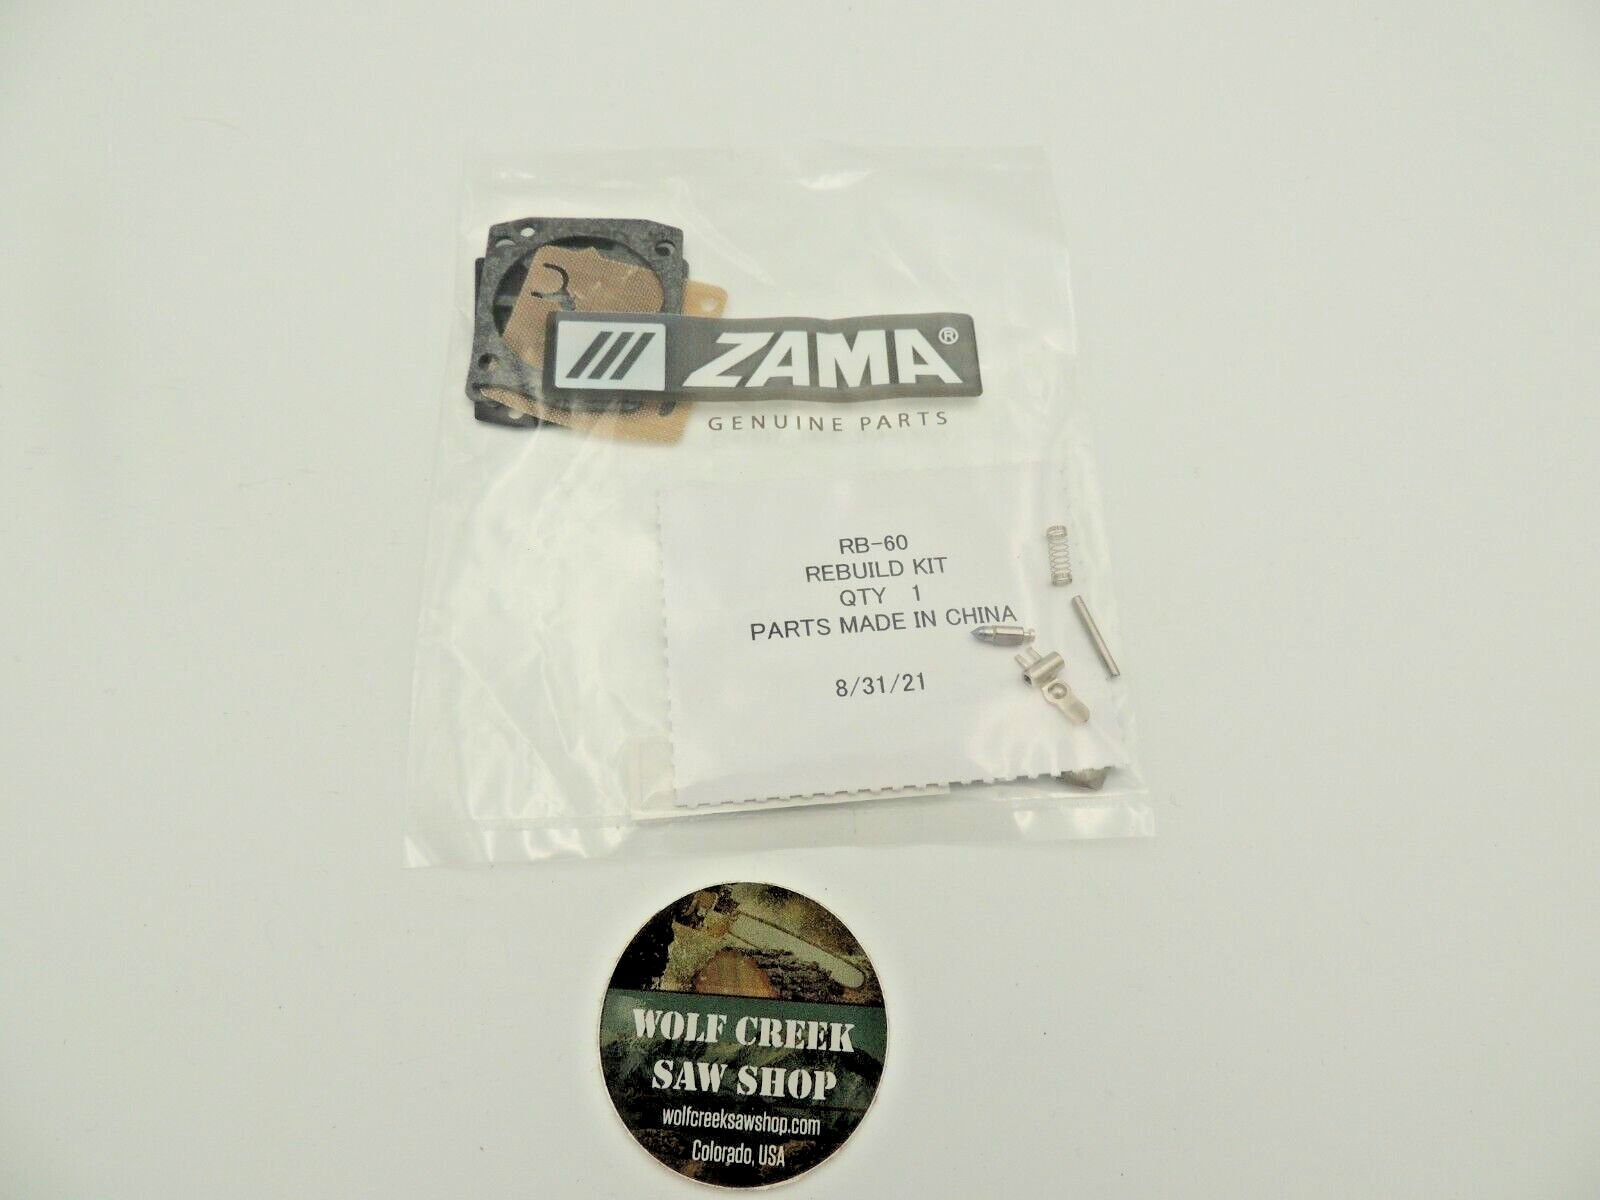 ZAMA®
GENUINE PARTS
RB-60
REBUILD KIT
QTY 1
PARTS MADE IN CHINA
8/31/21
WOLF CREEK
SAW SHOP
wolfcreeksawshop.com
Colorado, USA